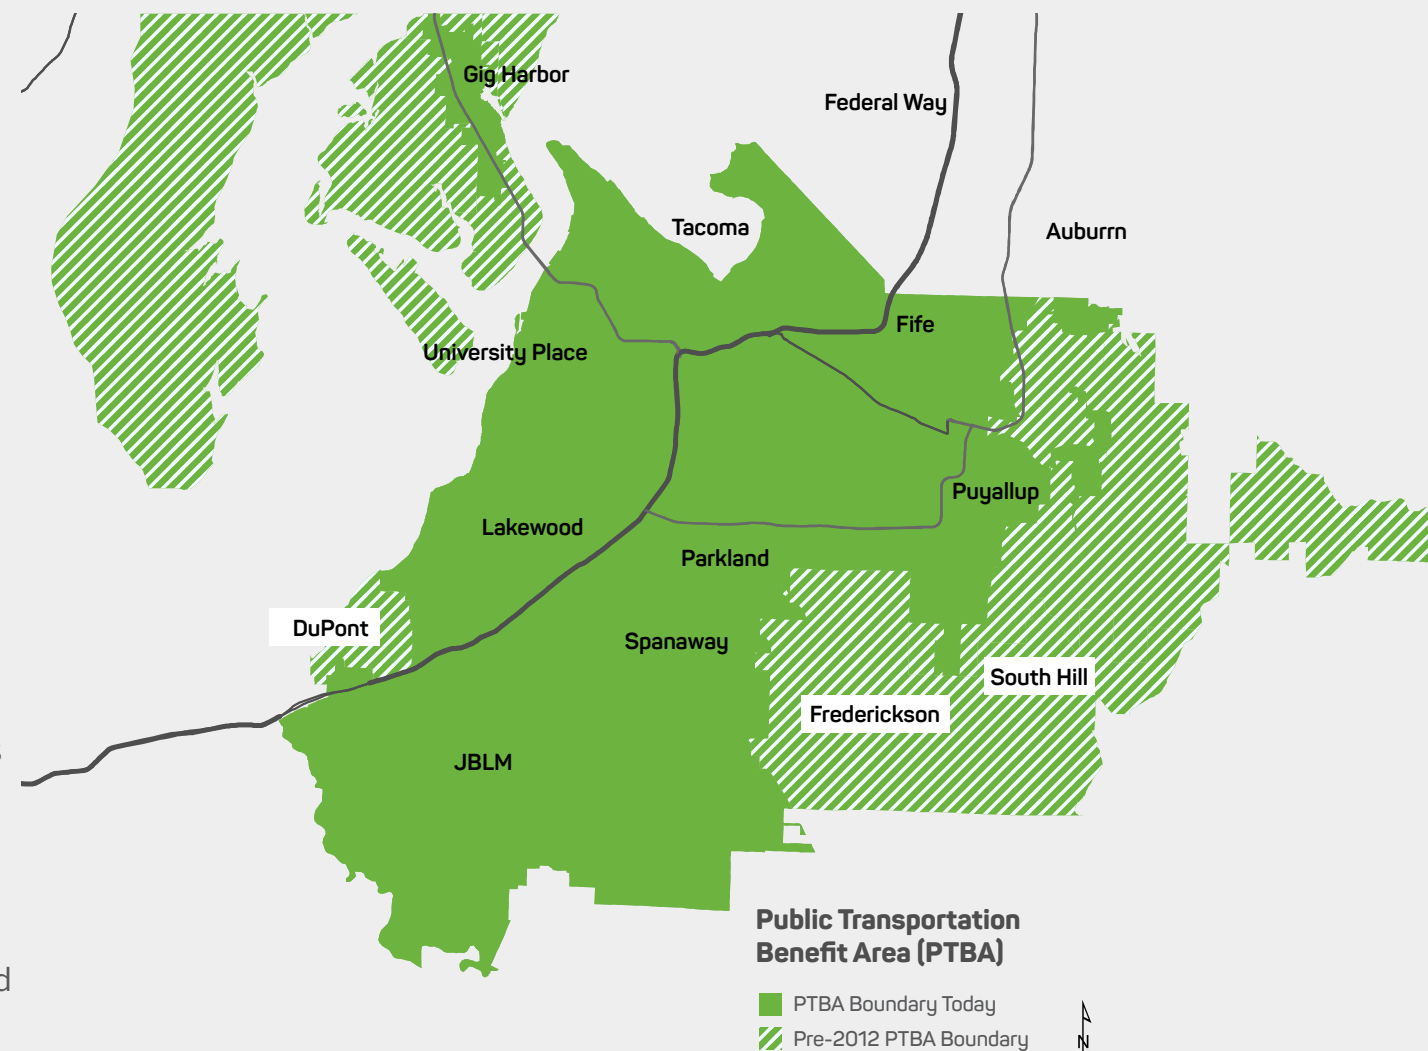 Gig Harbor
Federal Way
Tacoma
Auburrn
Fife
University Place
Puyallup
Lakewood
Parkland
DuPont
Spanaway
South Hill
Frederickson
JBLM
Public Transportation
Benefit Area (PTBA)
d
PTBA Boundary Today
Pre-2012 PTBA Boundary
N